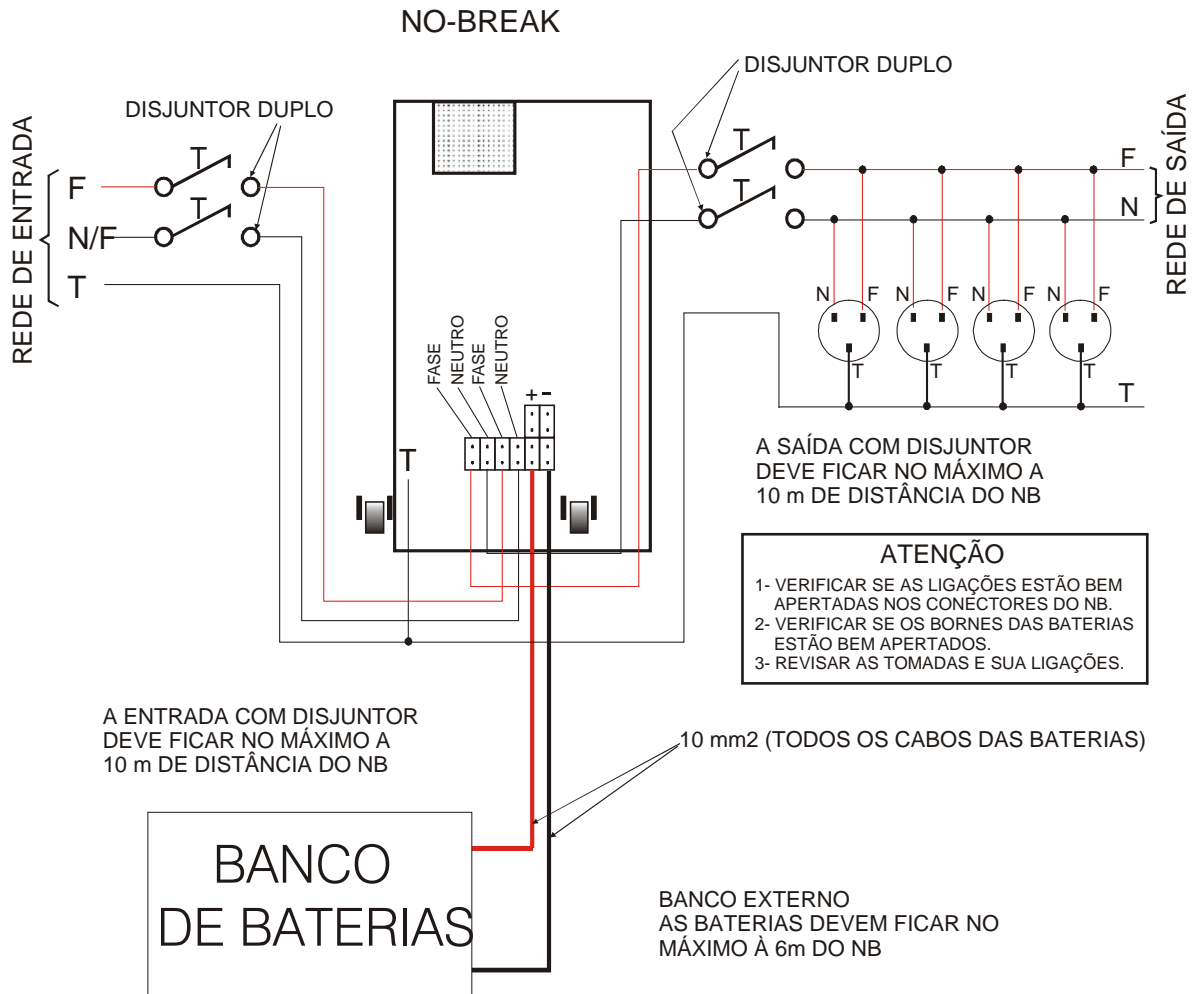 NO-BREAK
DISJUNTOR DUPLO
DISJUNTOR DUPLO
REDE DE ENTRADA
F
N/F
T
T
T
T
T
F
N
REDE DE SAÍDA
N F N F N F N F
T T T T
T
FASE
NEUTRO
FASE
NEUTRO
+ -
T
A SAÍDA COM DISJUNTOR
DEVE FICAR NO MÁXIMO A
10 m DE DISTÂNCIA DO NB
ATENÇÃO
1- VERIFICAR SE AS LIGAÇÕES ESTÃO BEM
APERTADAS NOS CONECTORES DO NB.
2- VERIFICAR SE OS BORNES DAS BATERIAS
ESTÃO BEM APERTADOS.
3- REVISAR AS TOMADAS E SUA LIGAÇÕES.
A ENTRADA COM DISJUNTOR
DEVE FICAR NO MÁXIMO A
10 m DE DISTÂNCIA DO NB
10 mm2 (TODOS OS CABOS DAS BATERIAS)
BANCO
DE BATERIAS
BANCO EXTERNO
AS BATERIAS DEVEM FICAR NO
MÁXIMO À 6m DO NB